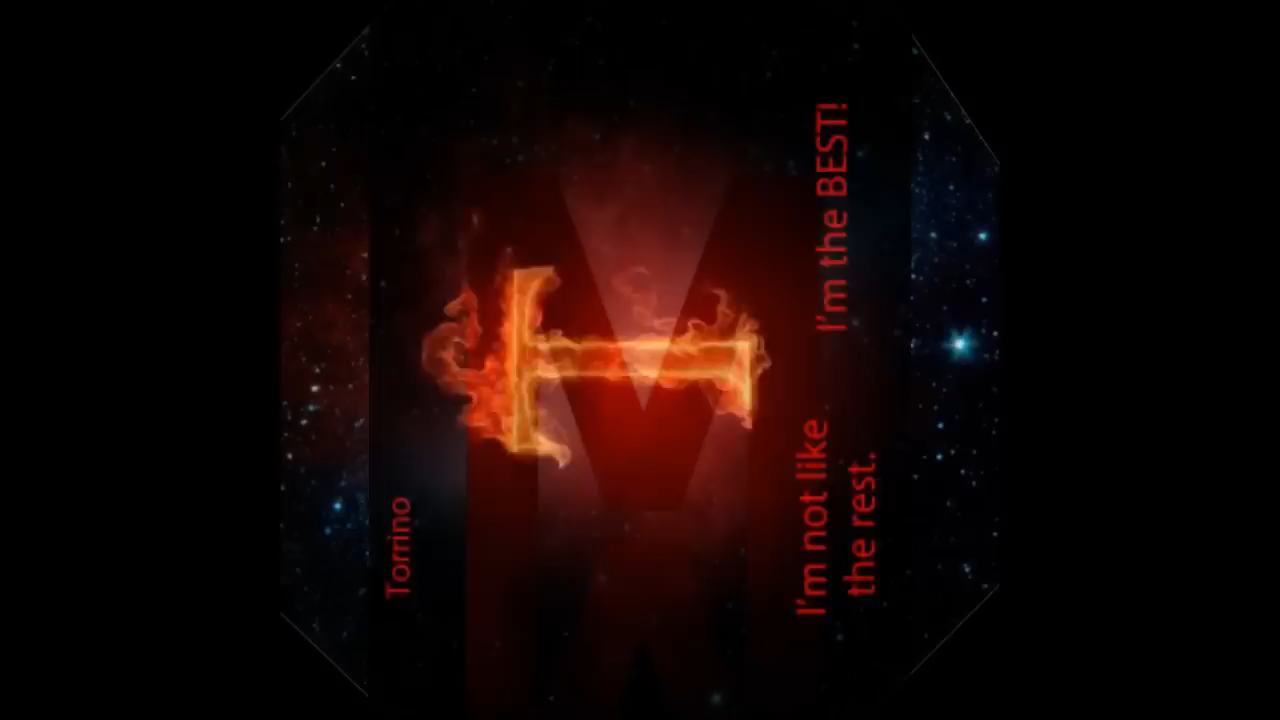 Torrino
T
M
I'm not like
the rest.
I'm the BEST!